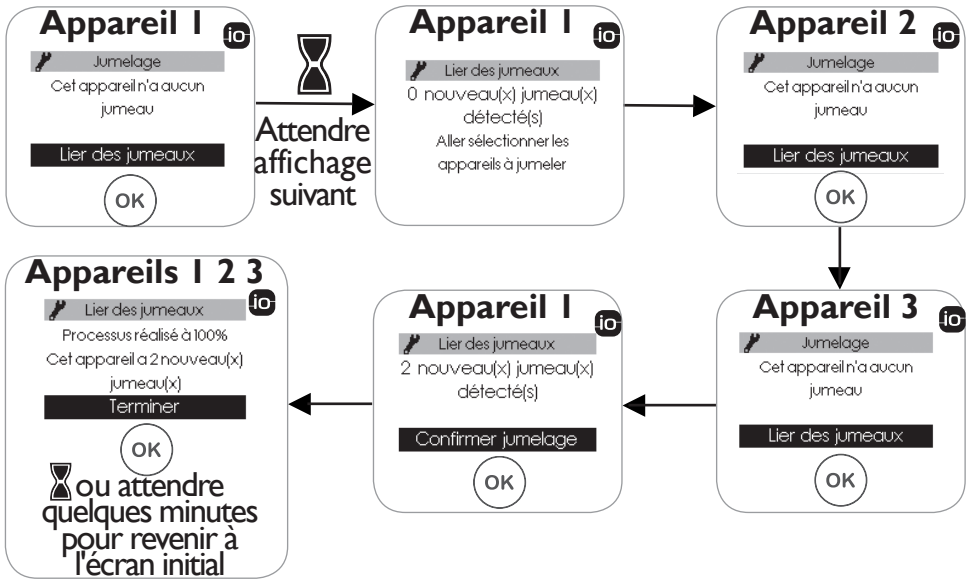 Appareil 1
io
Jumelage
Cet appareil n'a aucun
jumeau
Lier des jumeaux
OK
Attendre
affichage
suivant
Appareil 1
io
Lier des jumeaux
0 nouveau(x) jumeau(x)
détecté(s)
Aller sélectionner les
appareils à jumeler
Appareil 2
io
Jumelage
Cet appareil n'a aucun
jumeau
Lier des jumeaux
OK
Appareil 3
io
Jumelage
Cet appareil n'a aucun
jumeau
Lier des jumeaux
OK
Appareil 1
io
Lier des jumeaux
2 nouveau(x) jumeau(x)
détecté(s)
Confirmer jumelage
OK
Appareils 1 2 3
io
Lier des jumeaux
Processus réalisé à 100%
Cet appareil a 2 nouveau(x)
jumeau(x)
Terminer
OK
ou attendre
quelques minutes
pour revenir à
l'écran initial